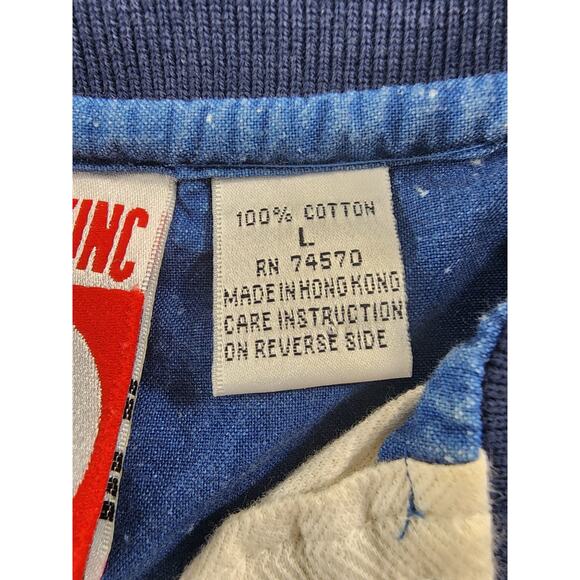 INC
100% COTTON
L
RN 74570
MADE IN HONG KONG
CARE INSTRUCTION
ON REVERSE SIDE